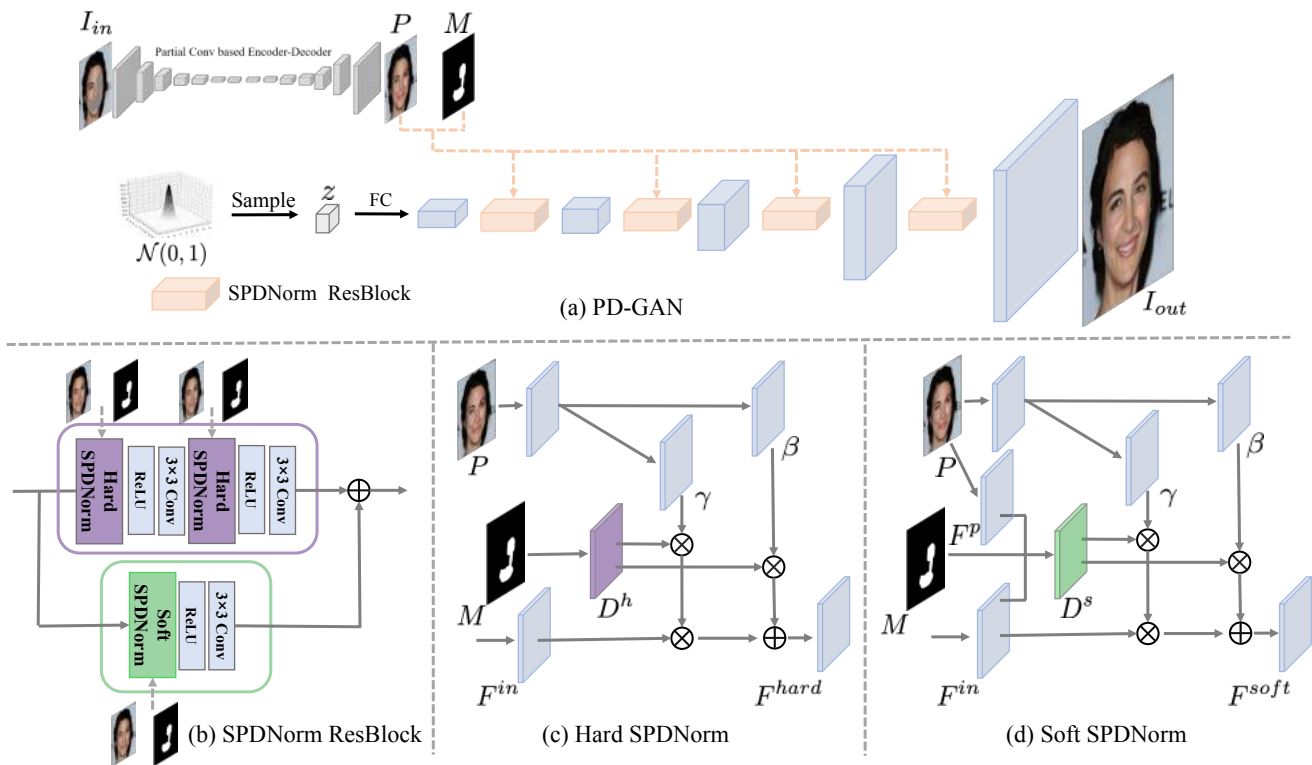 I_in
P
M
Partial Conv based Encoder-Decoder
Sample
z
FC
N(0,1)
SPDNorm ResBlock
(a) PD-GAN
I_out
Hard
SPDNorm
ReLU
3×3 Conv
Hard
SPDNorm
ReLU
3×3 Conv
Soft
SPDNorm
ReLU
3×3 Conv
(b) SPDNorm ResBlock
P
β
γ
M
D^h
F^in
F^hard
(c) Hard SPDNorm
P
β
γ
F^p
M
D^s
F^in
F^soft
(d) Soft SPDNorm